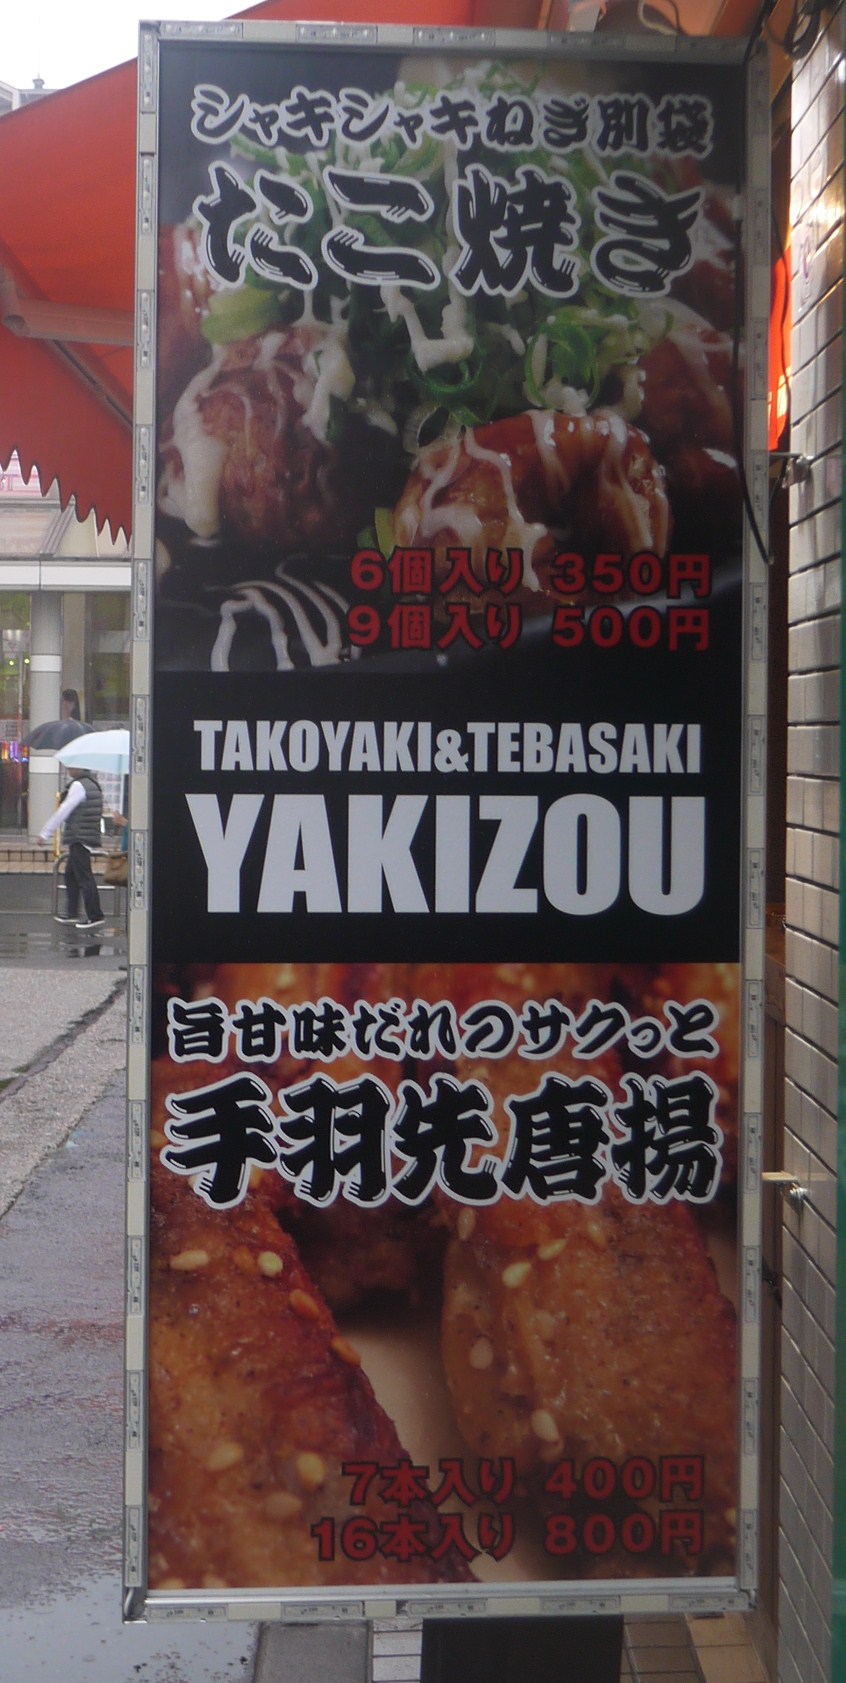 シャキシャキねぎ別袋
たこ焼き
6個入り 350円
9個入り 500円
TAKOYAKI&TEBASAKI
YAKIZOU
旨甘味だれのサクっと
手羽先唐揚
7本入り 400円
16本入り 800円